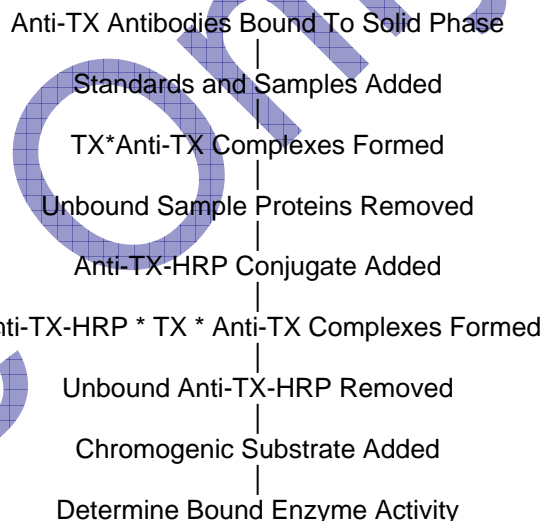 Anti-TX Antibodies Bound To Solid Phase
Standards and Samples Added
TX*Anti-TX Complexes Formed
Unbound Sample Proteins Removed
Anti-TX-HRP Conjugate Added
nti-TX-HRP * TX * Anti-TX Complexes Formed
Unbound Anti-TX-HRP Removed
Chromogenic Substrate Added
Determine Bound Enzyme Activity